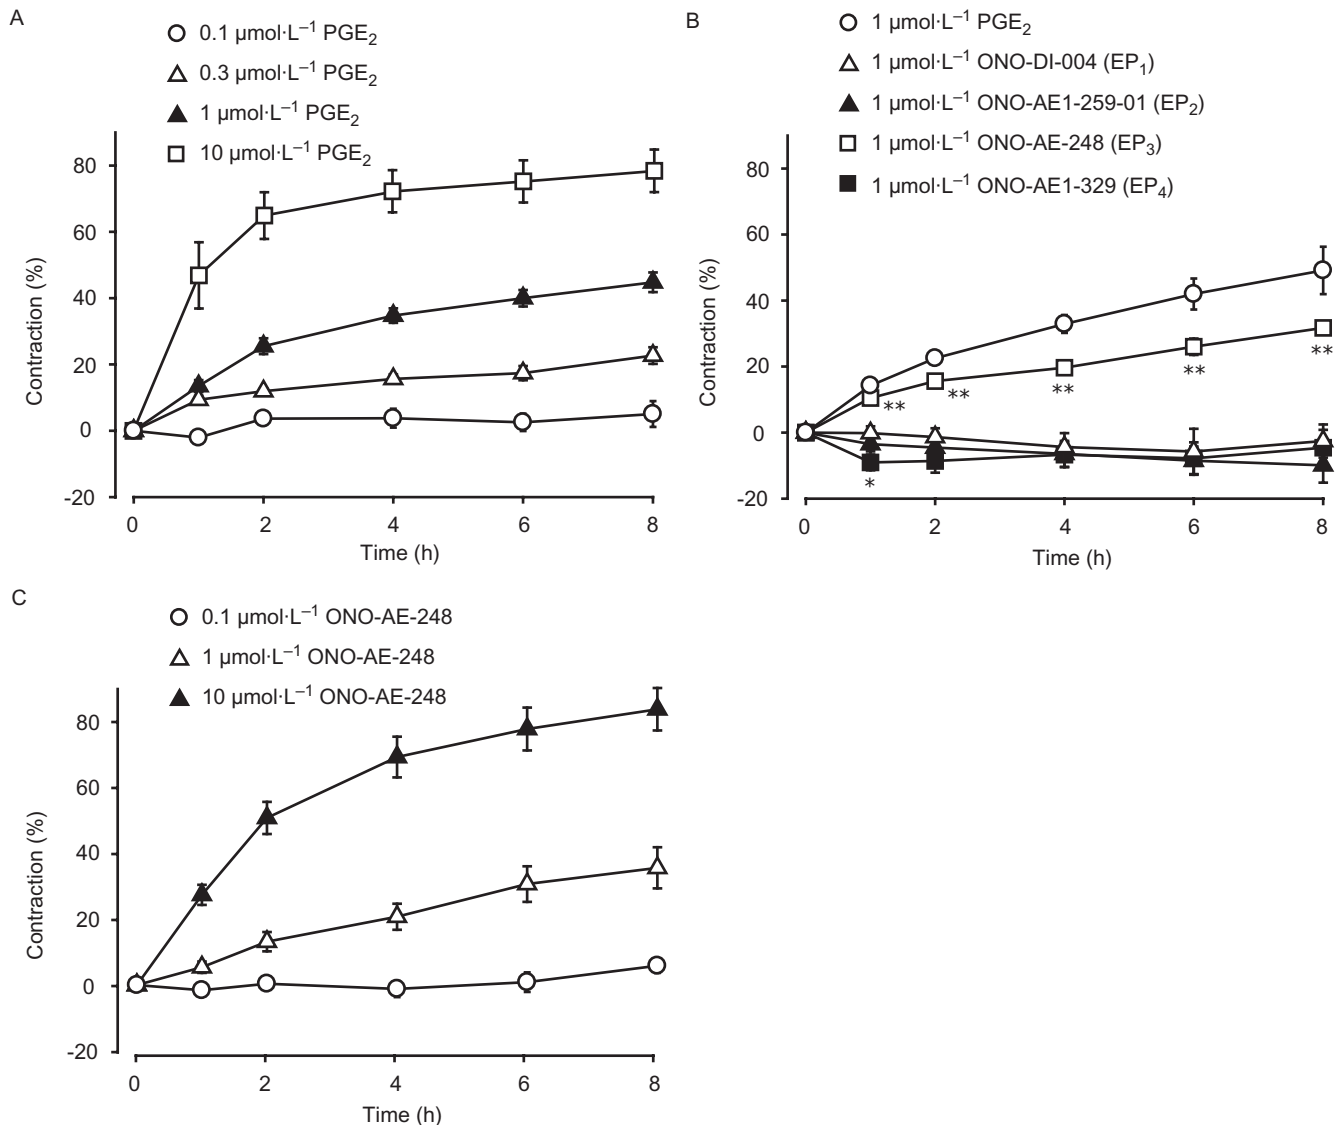 A
0.1 µmol·L⁻¹ PGE₂
0.3 µmol·L⁻¹ PGE₂
1 µmol·L⁻¹ PGE₂
10 µmol·L⁻¹ PGE₂
80
60
40
20
0
-20
Contraction (%)
0 2 4 6 8
Time (h)
B
1 µmol·L⁻¹ PGE₂
1 µmol·L⁻¹ ONO-DI-004 (EP₁)
1 µmol·L⁻¹ ONO-AE1-259-01 (EP₂)
1 µmol·L⁻¹ ONO-AE-248 (EP₃)
1 µmol·L⁻¹ ONO-AE1-329 (EP₄)
80
60
40
20
0
-20
Contraction (%)
** ** ** ** **
*
0 2 4 6 8
Time (h)
C
0.1 µmol·L⁻¹ ONO-AE-248
1 µmol·L⁻¹ ONO-AE-248
10 µmol·L⁻¹ ONO-AE-248
80
60
40
20
0
-20
Contraction (%)
0 2 4 6 8
Time (h)